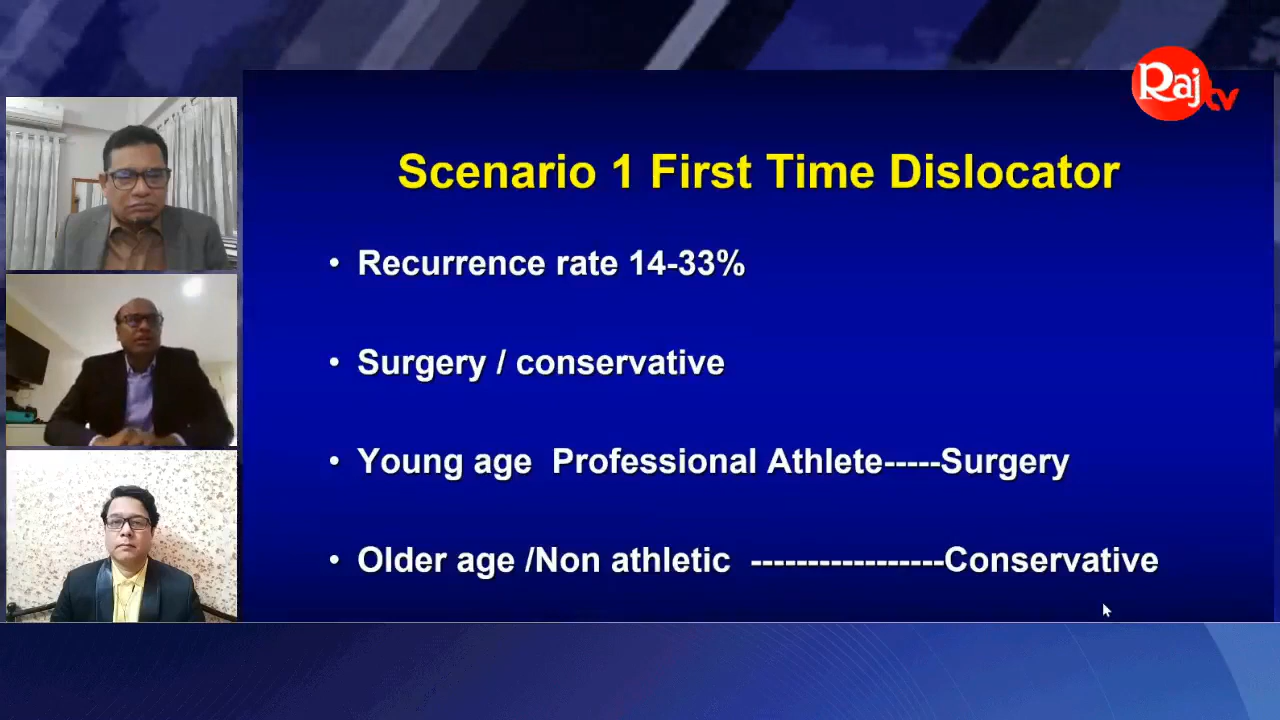 Raj tv
Scenario 1 First Time Dislocator
• Recurrence rate 14-33%
• Surgery / conservative
• Young age  Professional Athlete-----Surgery
• Older age /Non athletic  -----------------Conservative